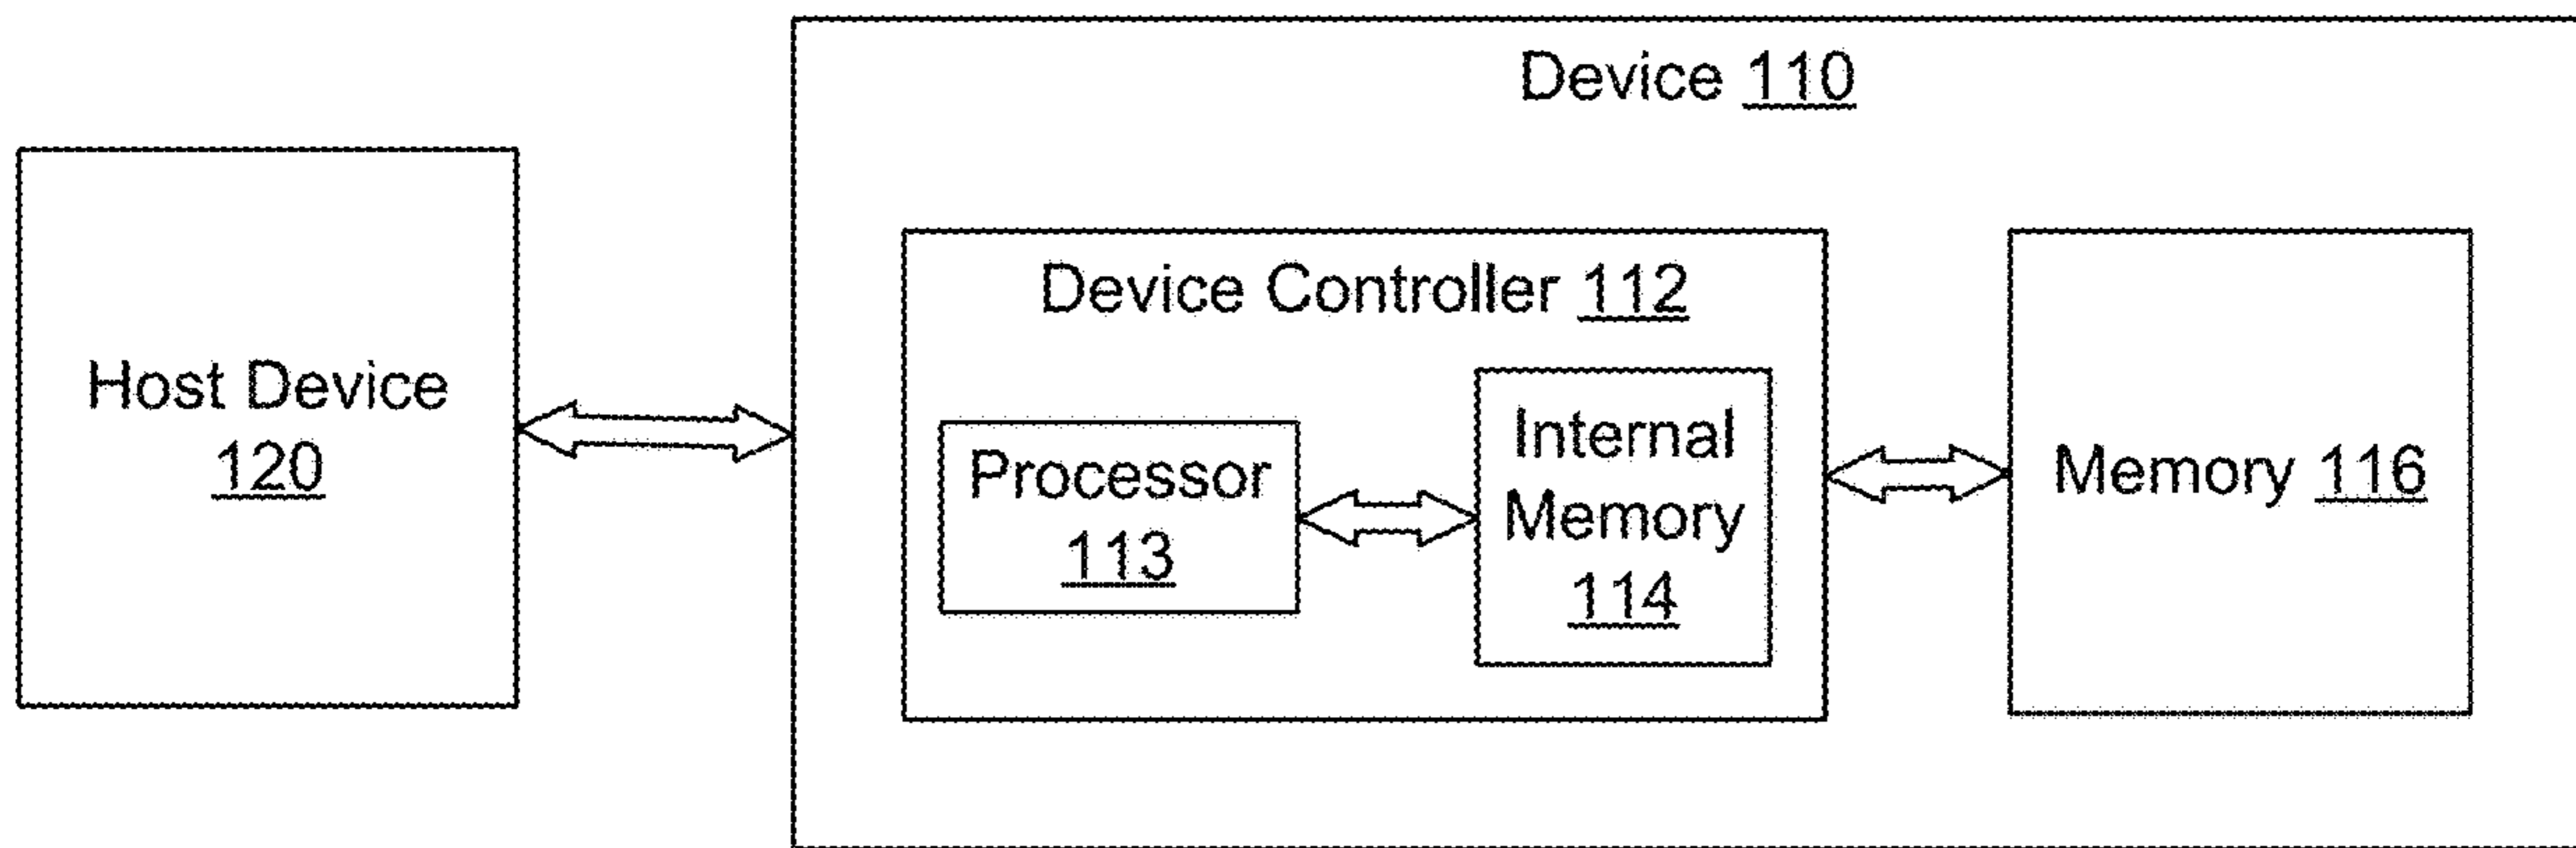 Device 110
Host Device
120
Device Controller 112
Processor
113
Internal
Memory
114
Memory 116